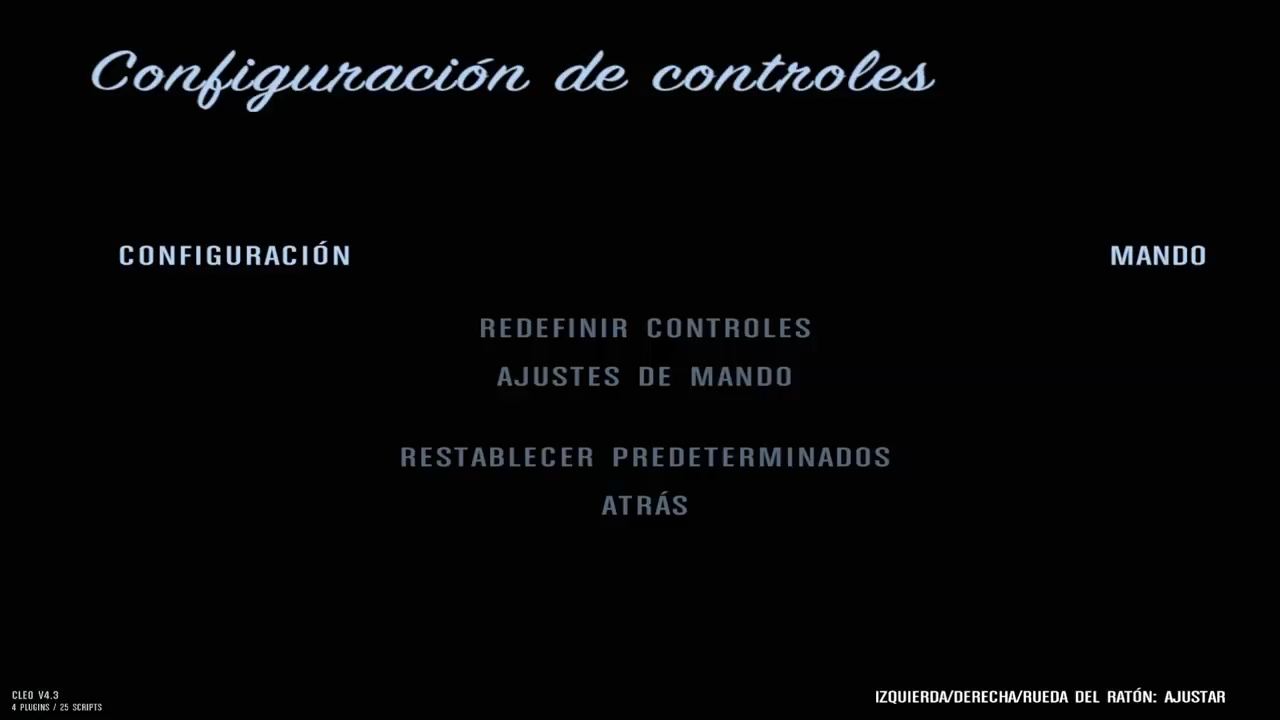 Configuración de controles
CONFIGURACIÓN MANDO
REDEFINIR CONTROLES
AJUSTES DE MANDO
RESTABLECER PREDETERMINADOS
ATRÁS
CLEO V4.3
4 PLUGINS / 25 SCRIPTS
IZQUIERDA/DERECHA/RUEDA DEL RATÓN: AJUSTAR